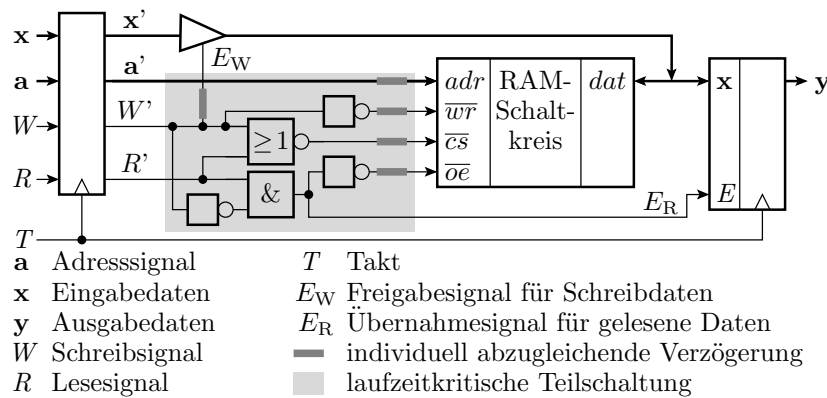 x x'
a a' E_W
W W'
R R'
≥1
&
adr RAM- dat
wr Schalt-
cs kreis
oe
x y
E_R E
T
a Adresssignal T Takt
x Eingabedaten E_W Freigabesignal für Schreibdaten
y Ausgabedaten E_R Übernahmesignal für gelesene Daten
W Schreibsignal individuell abzugleichende Verzögerung
R Lesesignal laufzeitkritische Teilschaltung